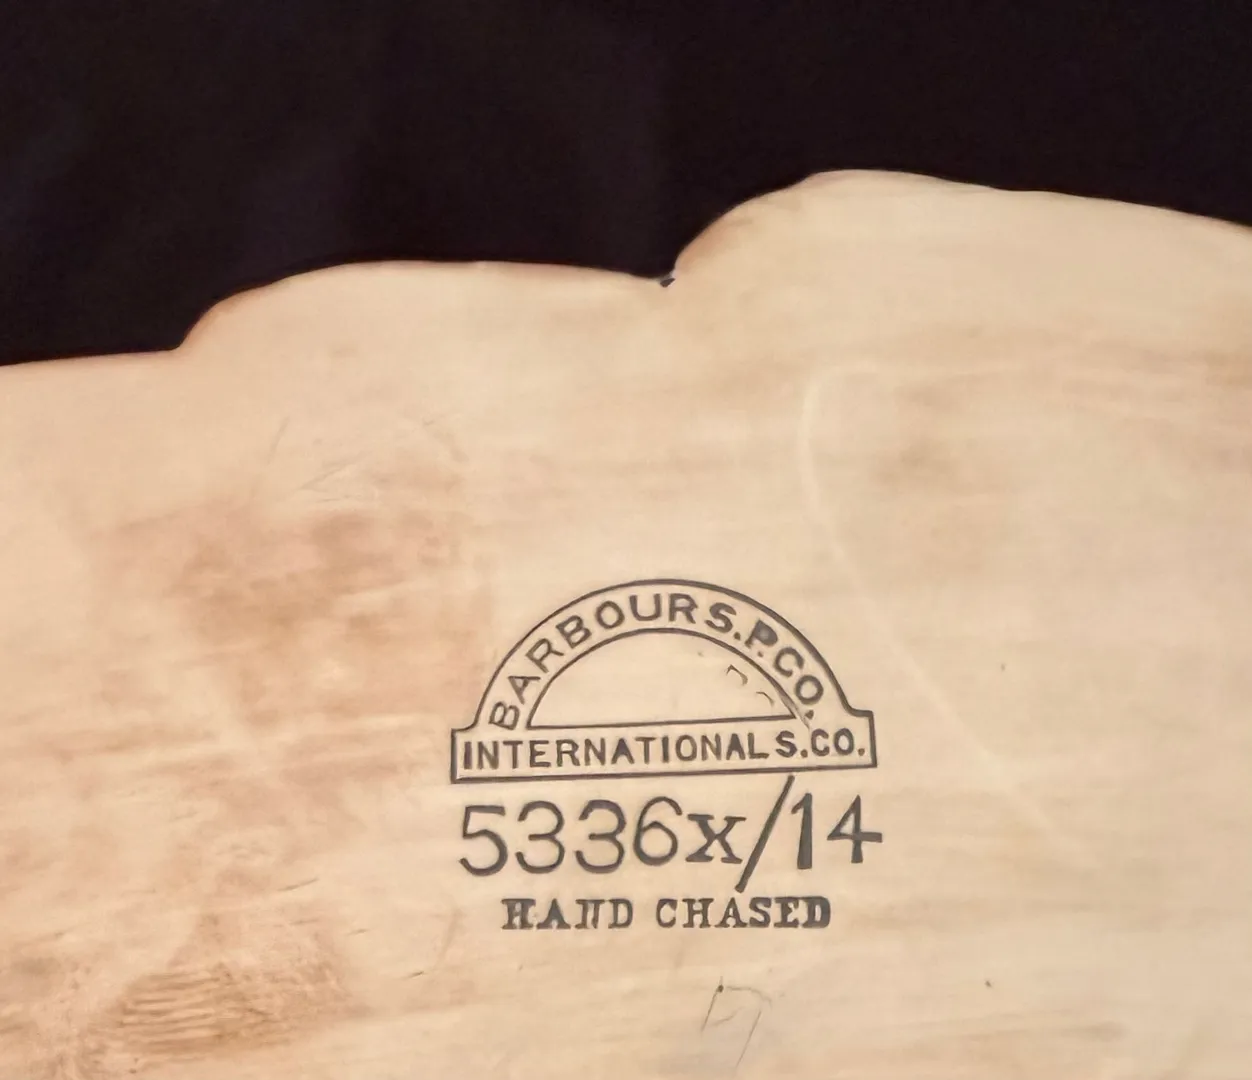 BARBOUR S.P.CO.
INTERNATIONAL S.CO.
5336X/14
HAND CHASED